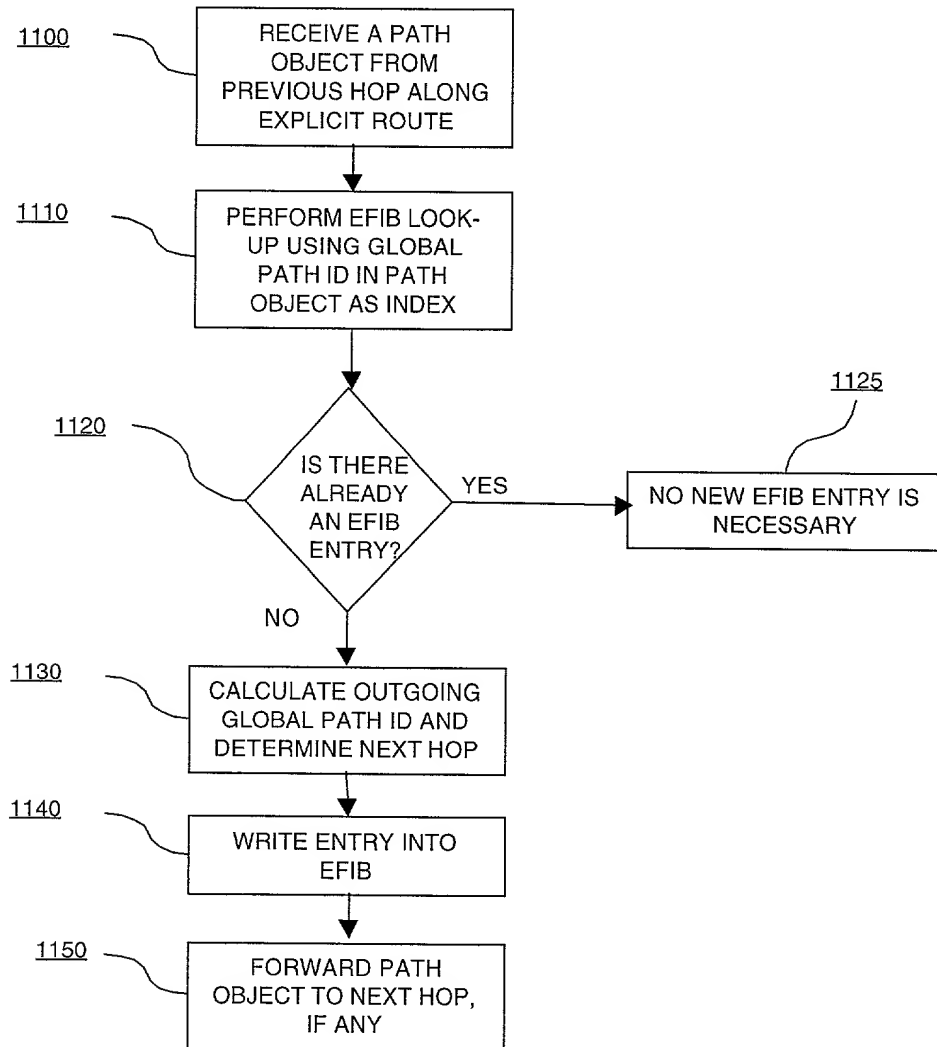 1100
RECEIVE A PATH
OBJECT FROM
PREVIOUS HOP ALONG
EXPLICIT ROUTE
1110
PERFORM EFIB LOOK-
UP USING GLOBAL
PATH ID IN PATH
OBJECT AS INDEX
1120
IS THERE
ALREADY
AN EFIB
ENTRY?
YES
1125
NO NEW EFIB ENTRY IS
NECESSARY
NO
1130
CALCULATE OUTGOING
GLOBAL PATH ID AND
DETERMINE NEXT HOP
1140
WRITE ENTRY INTO
EFIB
1150
FORWARD PATH
OBJECT TO NEXT HOP,
IF ANY